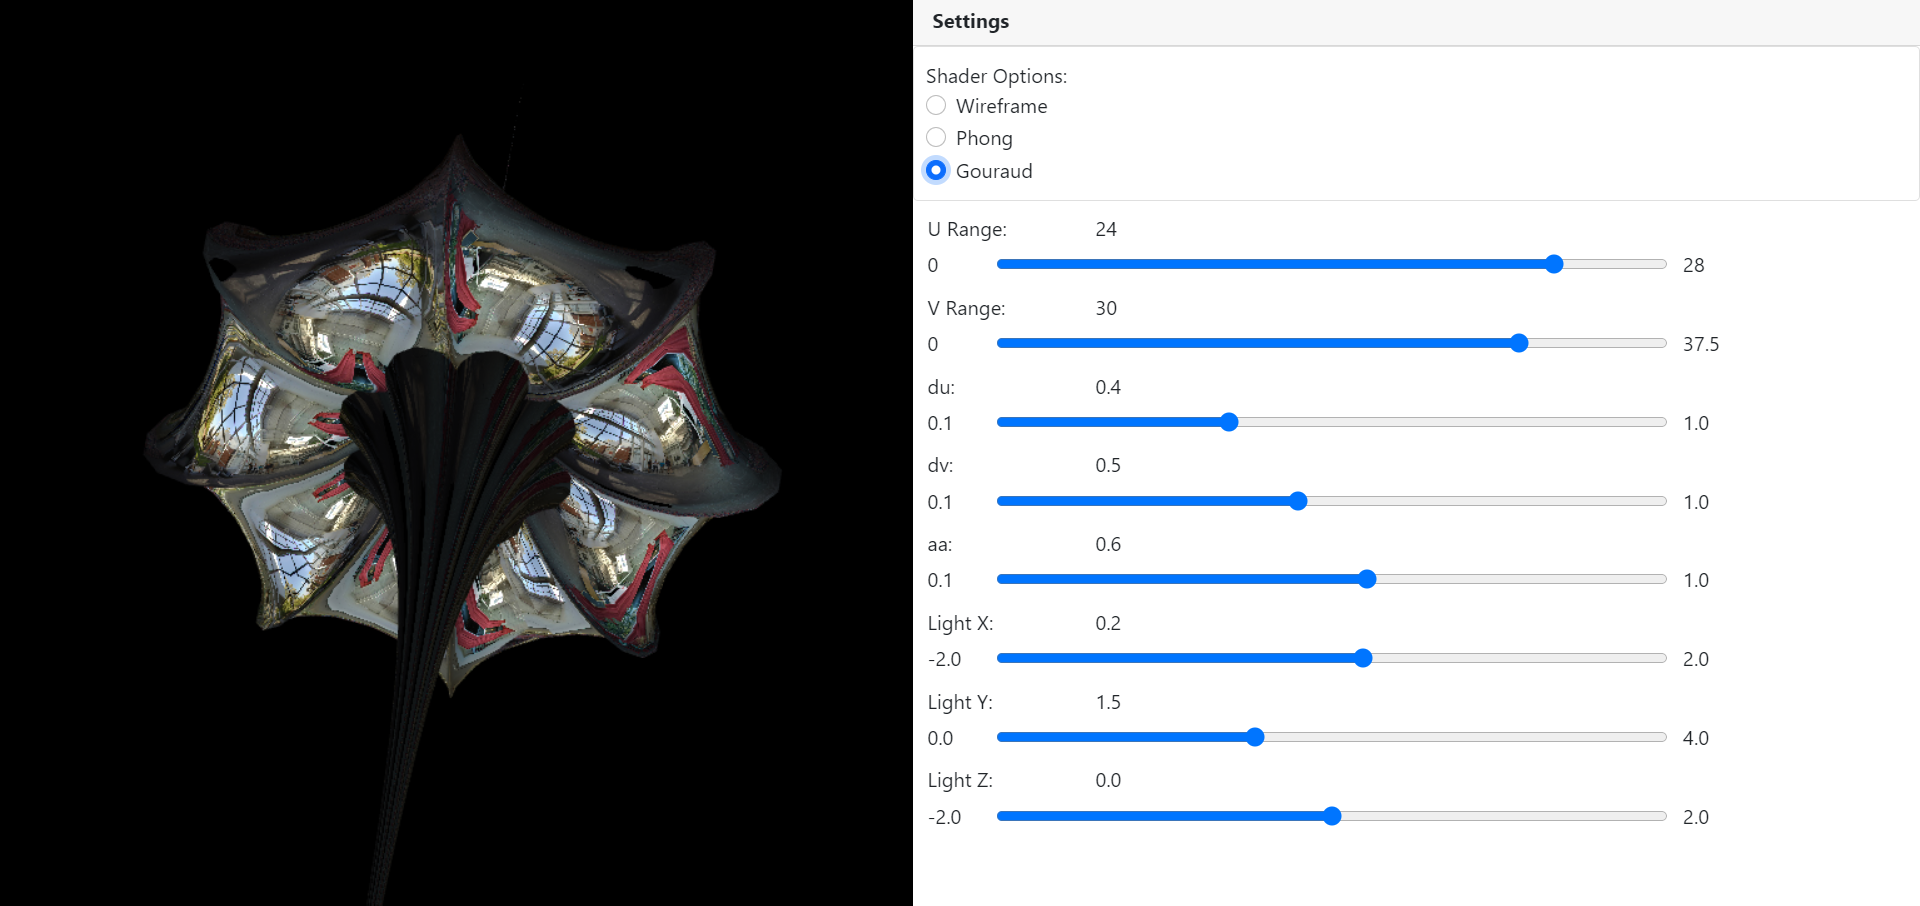 Settings
Shader Options:
Wireframe
Phong
Gouraud
U Range: 24
0 28
V Range: 30
0 37.5
du: 0.4
0.1 1.0
dv: 0.5
0.1 1.0
aa: 0.6
0.1 1.0
Light X: 0.2
-2.0 2.0
Light Y: 1.5
0.0 4.0
Light Z: 0.0
-2.0 2.0